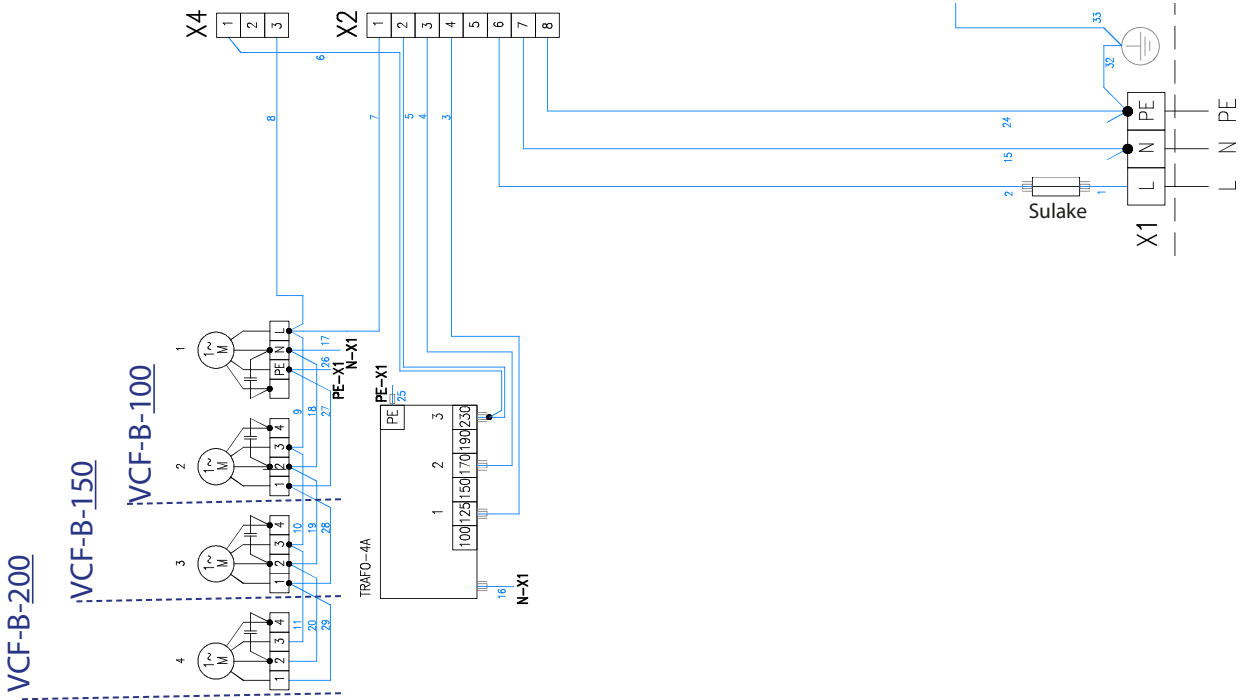 X4
1 2 3
X2
1 2 3 4 5 6 7 8
33
32
6
8
7
5
4
3
24
15
2
1
Sulake
PE
N
L
X1
PE
N
L
1
1~
M
L
N
PE
17
N-X1
26
PE-X1
27
9
18
VCF-B-100
2
1~
M
4
3
2
1
VCF-B-150
3
1~
M
4
3
2
1
10
19
28
VCF-B-200
4
1~
M
4
3
2
1
11
20
29
PE-X1
25
PE
TRAFO-4A
3
2
1
230
190
170
150
125
100
16
N-X1